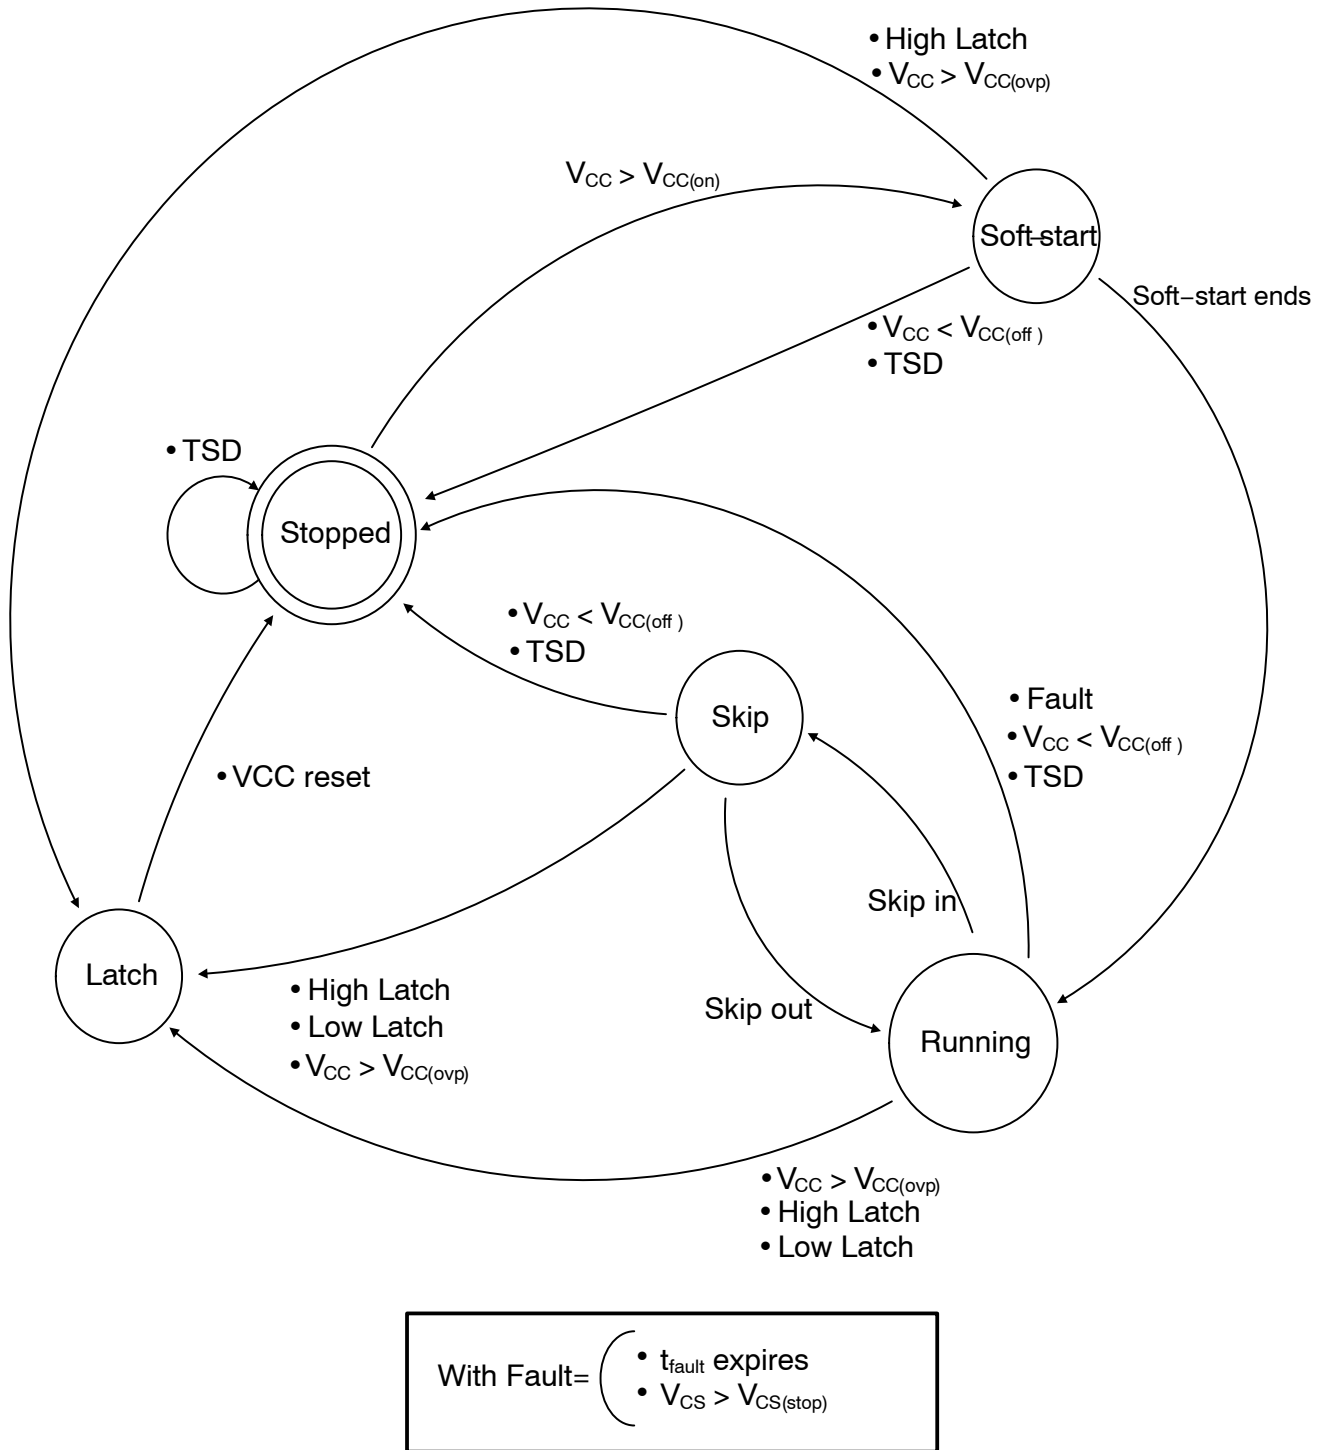 • High Latch
• VCC > VCC(ovp)
VCC > VCC(on)
Soft–start
Soft–start ends
• VCC < VCC(off )
• TSD
• TSD
Stopped
• VCC < VCC(off )
• TSD
Skip
• Fault
• VCC < VCC(off )
• TSD
• VCC reset
Skip in
Latch
• High Latch
• Low Latch
• VCC > VCC(ovp)
Skip out
Running
• VCC > VCC(ovp)
• High Latch
• Low Latch
With Fault=
• tfault expires
• VCS > VCS(stop)